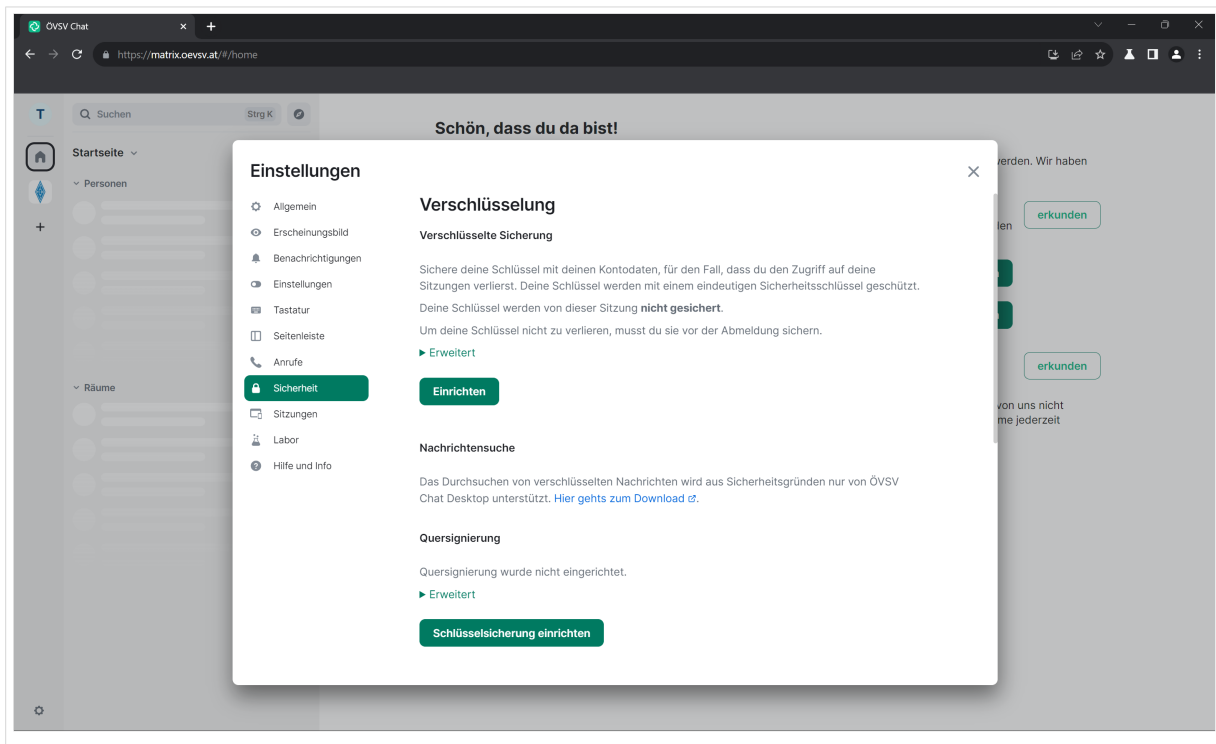 ÖVSV Chat
https://matrix.oevsv.at/#/home
T
Suchen
Strg K
Startseite
Personen
Räume
Schön, dass du da bist!
werden. Wir haben
erkunden
erkunden
von uns nicht
jederzeit
Einstellungen
Allgemein
Erscheinungsbild
Benachrichtigungen
Einstellungen
Tastatur
Seitenleiste
Anrufe
Sicherheit
Sitzungen
Labor
Hilfe und Info
Verschlüsselung
Verschlüsselte Sicherung
Sichere deine Schlüssel mit deinen Kontodaten, für den Fall, dass du den Zugriff auf deine
Sitzungen verlierst. Deine Schlüssel werden mit einem eindeutigen Sicherheitsschlüssel geschützt.
Deine Schlüssel werden von dieser Sitzung nicht gesichert.
Um deine Schlüssel nicht zu verlieren, musst du sie vor der Abmeldung sichern.
Erweitert
Einrichten
Nachrichtensuche
Das Durchsuchen von verschlüsselten Nachrichten wird aus Sicherheitsgründen nur von ÖVSV
Chat Desktop unterstützt. Hier gehts zum Download.
Quersignierung
Quersignierung wurde nicht eingerichtet.
Erweitert
Schlüsselsicherung einrichten